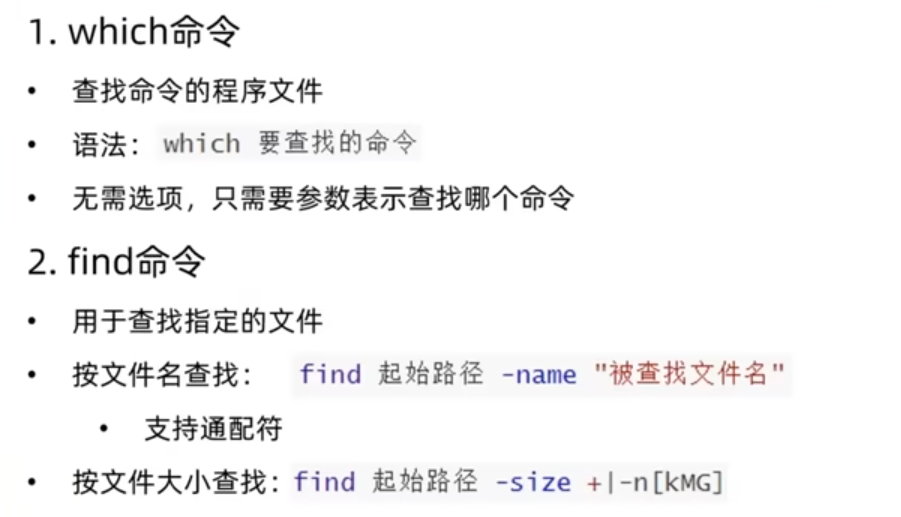 1. which命令
• 查找命令的程序文件
• 语法： which 要查找的命令
• 无需选项，只需要参数表示查找哪个命令
2. find命令
• 用于查找指定的文件
• 按文件名查找： find 起始路径 -name "被查找文件名"
• 支持通配符
• 按文件大小查找：find 起始路径 -size +|-n[kMG]